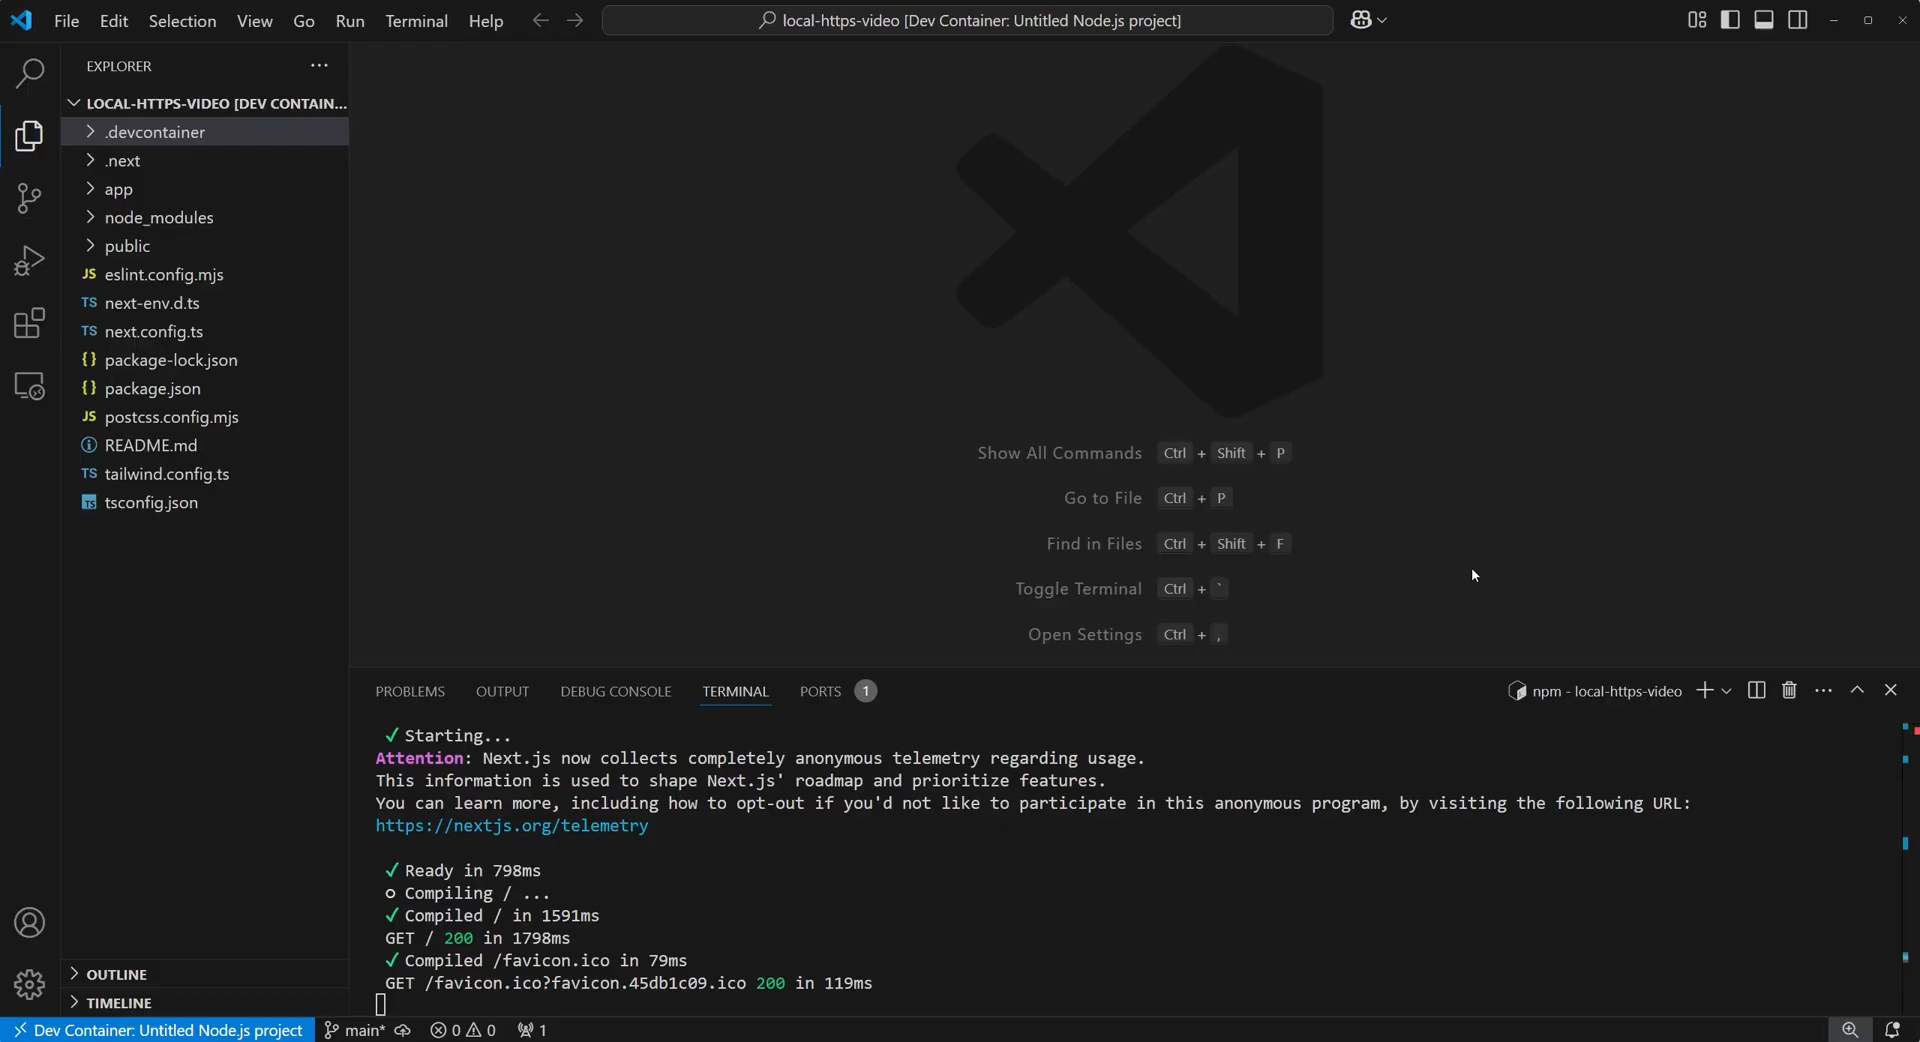 File Edit Selection View Go Run Terminal Help
local-https-video [Dev Container: Untitled Node.js project]
EXPLORER
LOCAL-HTTPS-VIDEO [DEV CONTAIN...
.devcontainer
.next
app
node_modules
public
JS eslint.config.mjs
TS next-env.d.ts
TS next.config.ts
{} package-lock.json
{} package.json
JS postcss.config.mjs
README.md
TS tailwind.config.ts
TS tsconfig.json
OUTLINE
TIMELINE
Show All Commands Ctrl + Shift + P
Go to File Ctrl + P
Find in Files Ctrl + Shift + F
Toggle Terminal Ctrl + `
Open Settings Ctrl + ,
PROBLEMS OUTPUT DEBUG CONSOLE TERMINAL PORTS 1
npm - local-https-video
✓ Starting...
Attention: Next.js now collects completely anonymous telemetry regarding usage.
This information is used to shape Next.js' roadmap and prioritize features.
You can learn more, including how to opt-out if you'd not like to participate in this anonymous program, by visiting the following URL:
https://nextjs.org/telemetry
✓ Ready in 798ms
○ Compiling / ...
✓ Compiled / in 1591ms
GET / 200 in 1798ms
✓ Compiled /favicon.ico in 79ms
GET /favicon.ico?favicon.45db1c09.ico 200 in 119ms
Dev Container: Untitled Node.js project main* 0 0 1